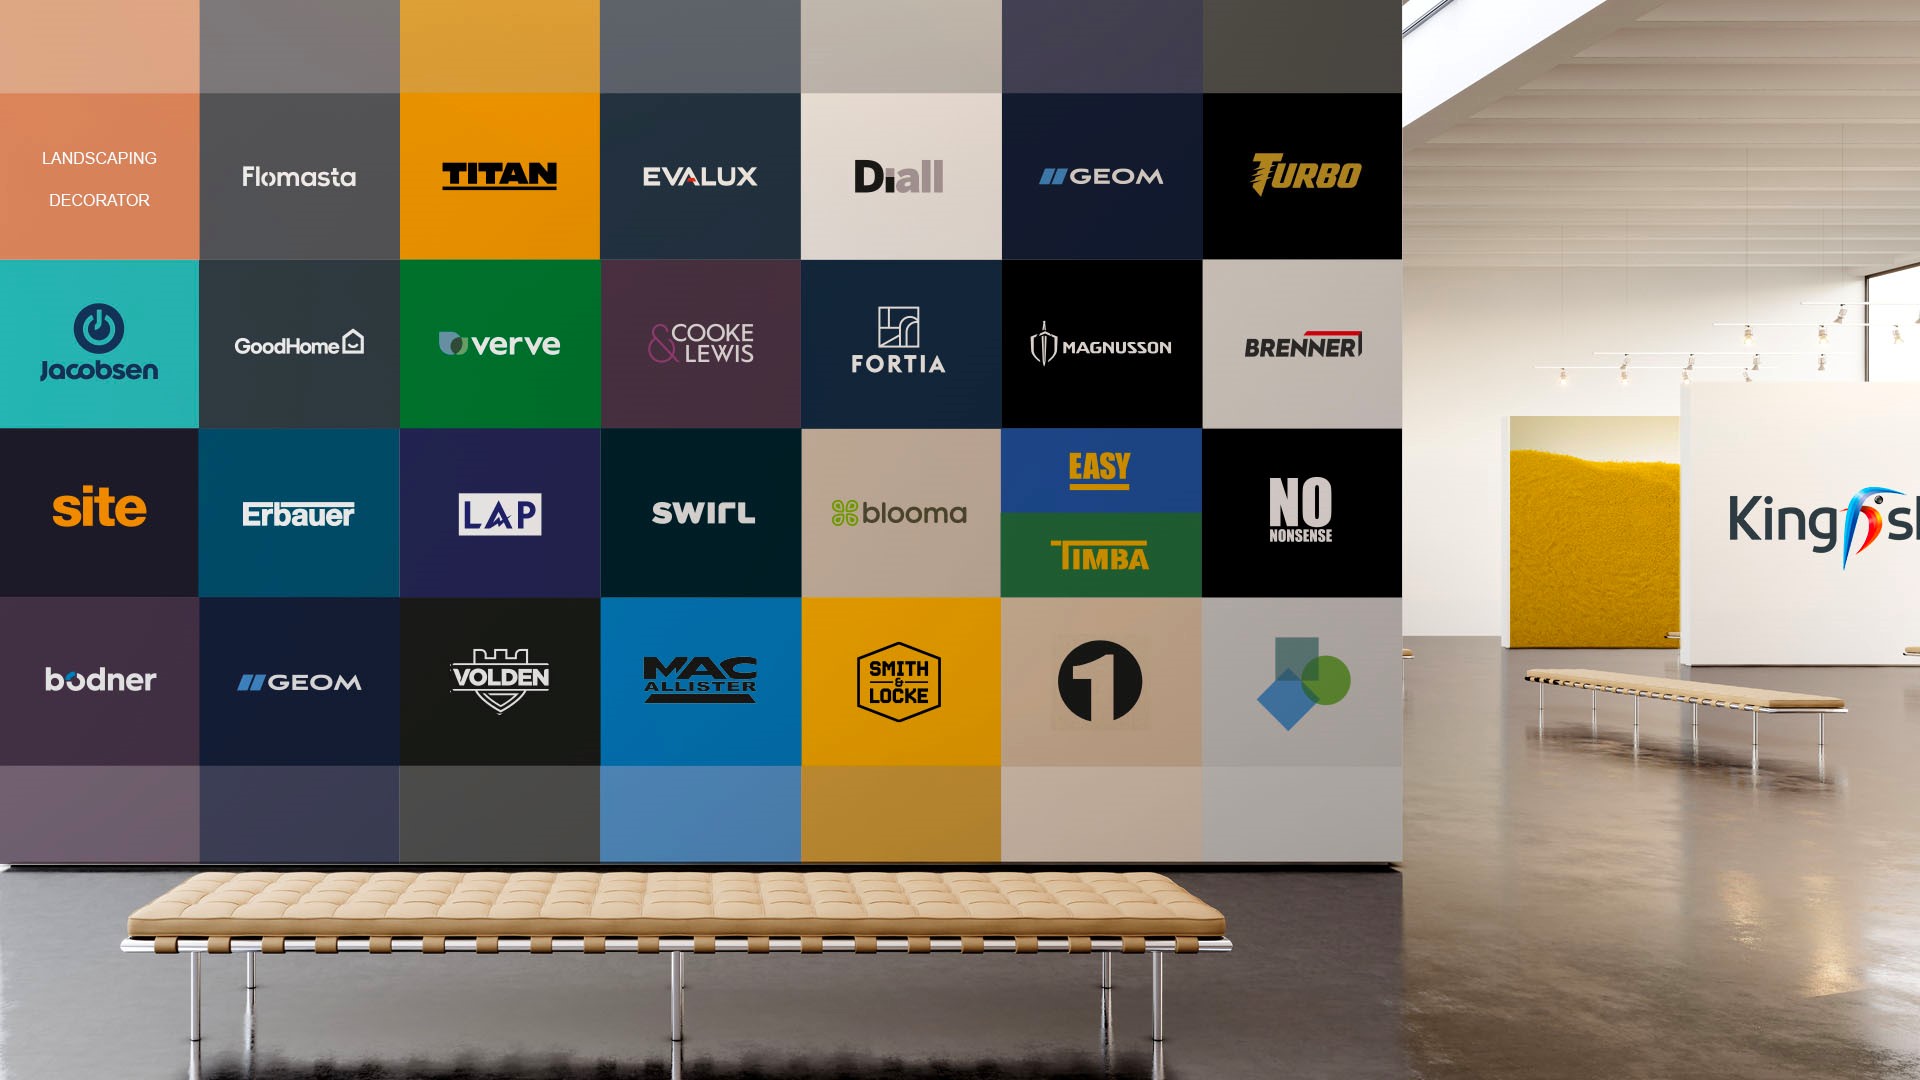 LANDSCAPING
DECORATOR
Flomasta
TITAN
EVALUX
Diall
GEOM
TURBO
Jacobsen
GoodHome
verve
& COOKE
LEWIS
FORTIA
MAGNUSSON
BRENNER
site
Erbauer
LAP
SWIRL
blooma
EASY
TIMBA
NO
NONSENSE
bodner
GEOM
VOLDEN
MAC
ALLISTER
SMITH
&
LOCKE
1